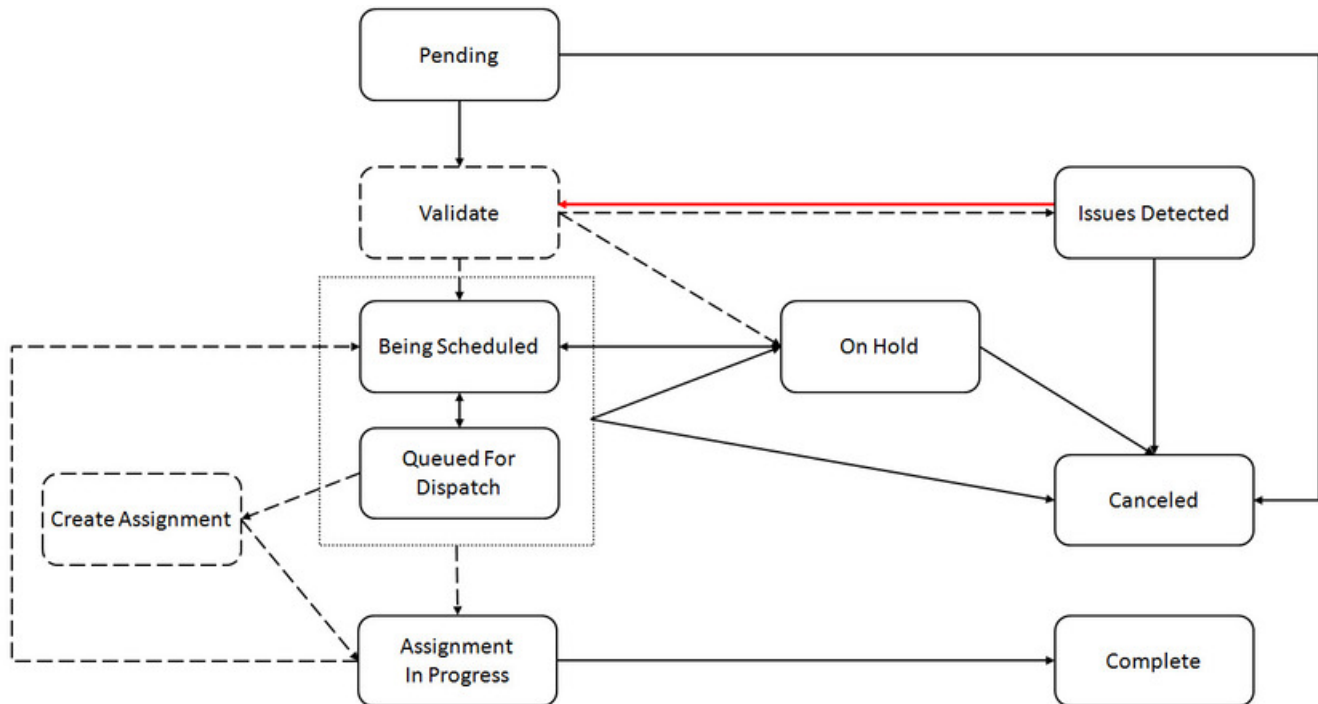 Pending
Validate
Issues Detected
Being Scheduled
On Hold
Queued For
Dispatch
Create Assignment
Canceled
Assignment
In Progress
Complete